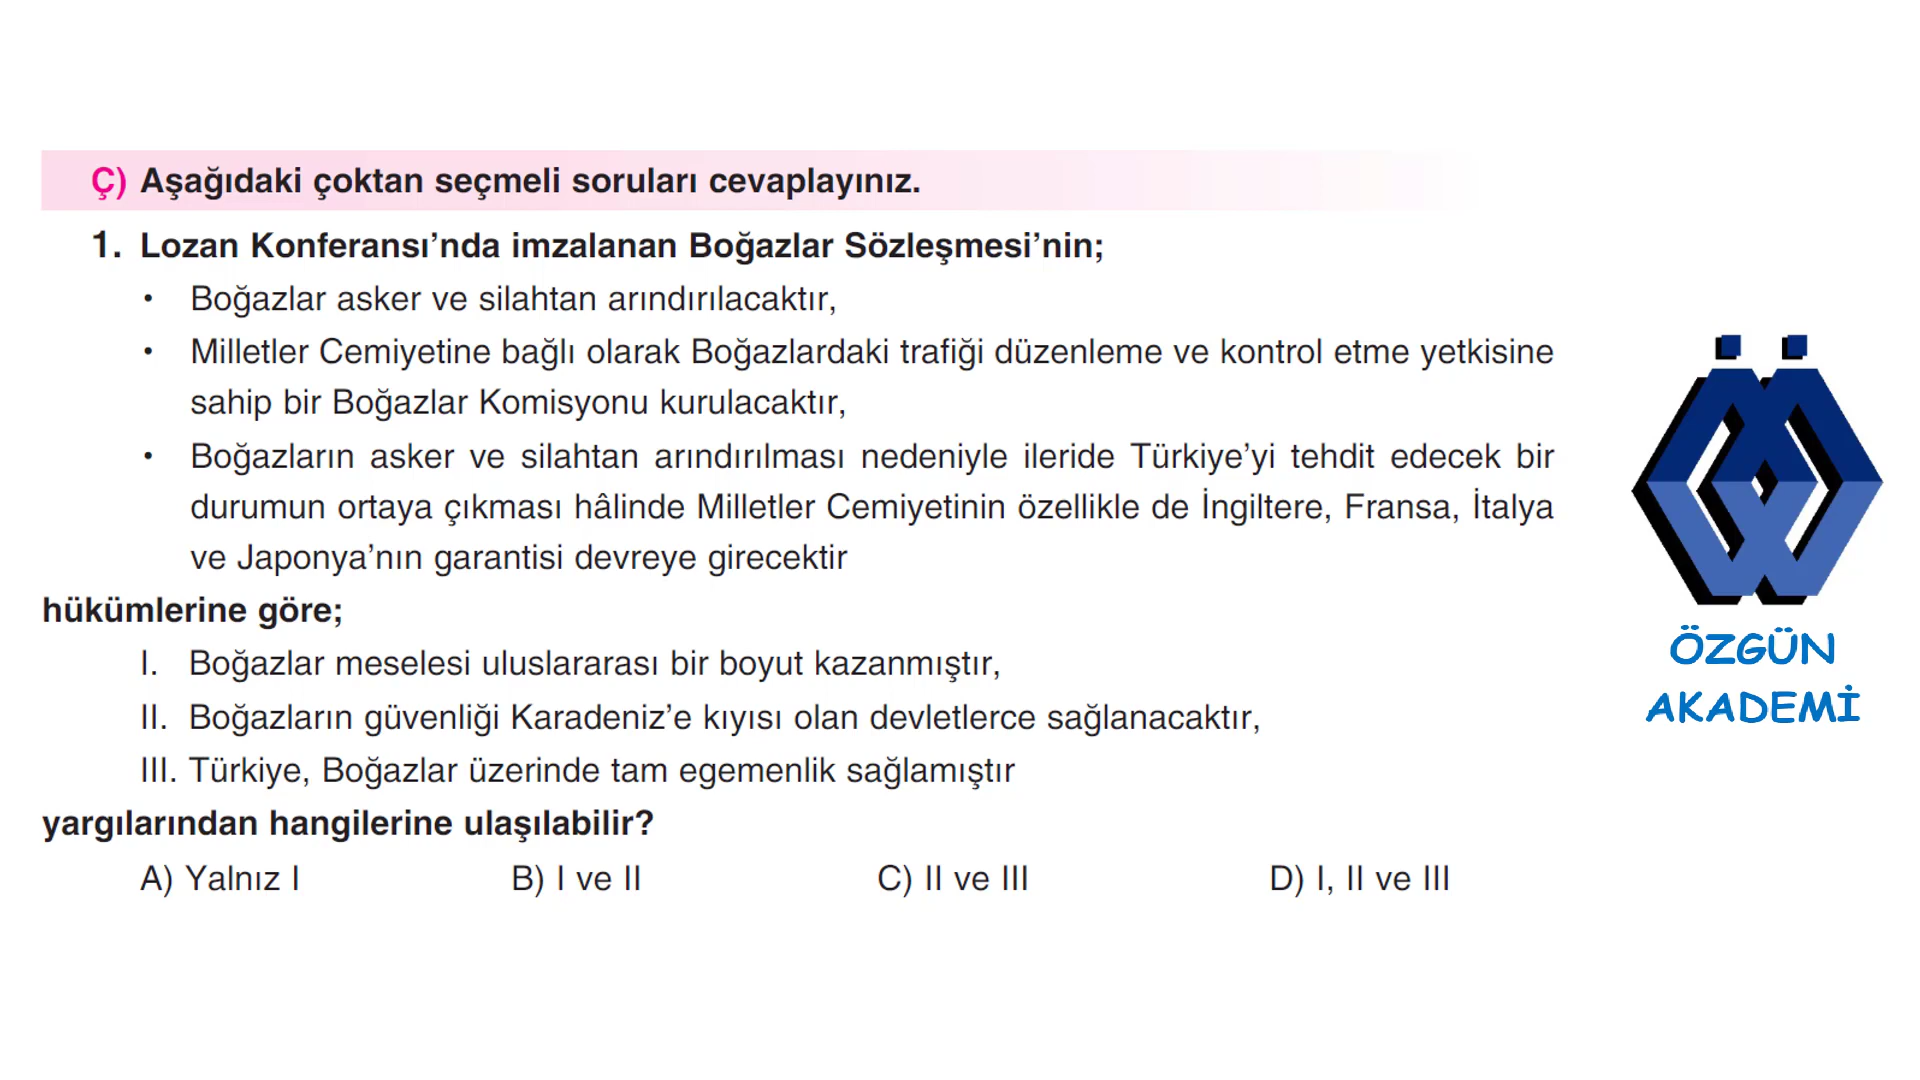 Ç) Aşağıdaki çoktan seçmeli soruları cevaplayınız.
1. Lozan Konferansı’nda imzalanan Boğazlar Sözleşmesi’nin;
• Boğazlar asker ve silahtan arındırılacaktır,
• Milletler Cemiyetine bağlı olarak Boğazlardaki trafiği düzenleme ve kontrol etme yetkisine
sahip bir Boğazlar Komisyonu kurulacaktır,
• Boğazların asker ve silahtan arındırılması nedeniyle ileride Türkiye’yi tehdit edecek bir
durumun ortaya çıkması hâlinde Milletler Cemiyetinin özellikle de İngiltere, Fransa, İtalya
ve Japonya’nın garantisi devreye girecektir
hükümlerine göre;
I. Boğazlar meselesi uluslararası bir boyut kazanmıştır,
II. Boğazların güvenliği Karadeniz’e kıyısı olan devletlerce sağlanacaktır,
III. Türkiye, Boğazlar üzerinde tam egemenlik sağlamıştır
yargılarından hangilerine ulaşılabilir?
A) Yalnız I B) I ve II C) II ve III D) I, II ve III
ÖZGÜN
AKADEMİ